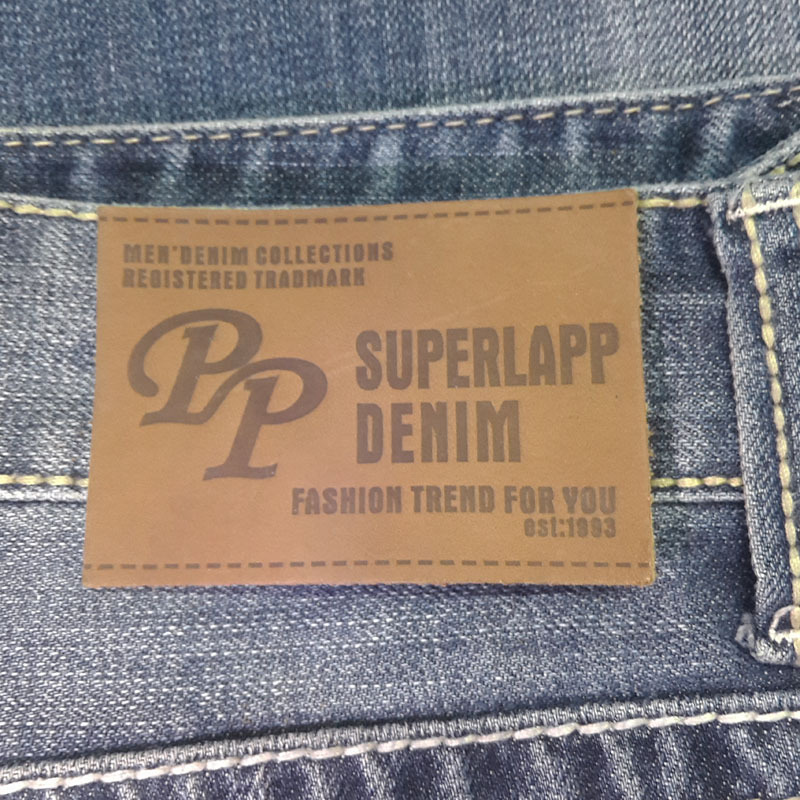 MEN'DENIM COLLECTIONS
REGISTERED TRADMARK
PP
SUPERLAPP
DENIM
FASHION TREND FOR YOU
est:1993